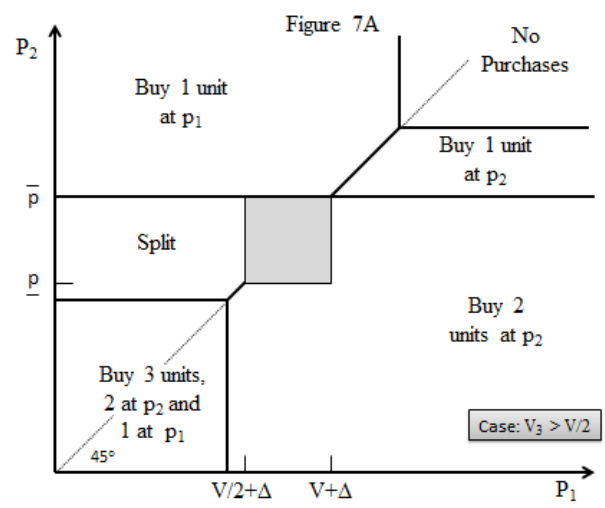 Figure 7A
P₂
No
Purchases
Buy 1 unit
at p₁
Buy 1 unit
at p₂
p̅
Split
p̲
Buy 2
units at p₂
Buy 3 units,
2 at p₂ and
1 at p₁
Case: V₃ > V/2
45°
V/2+Δ
V+Δ
P₁